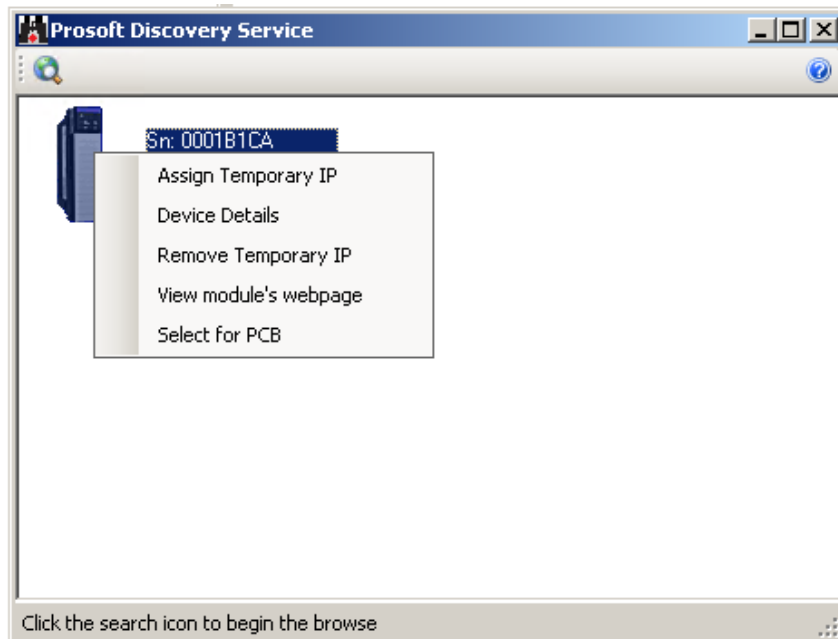 Prosoft Discovery Service
Sn: 0001B1CA
Assign Temporary IP
Device Details
Remove Temporary IP
View module's webpage
Select for PCB
Click the search icon to begin the browse